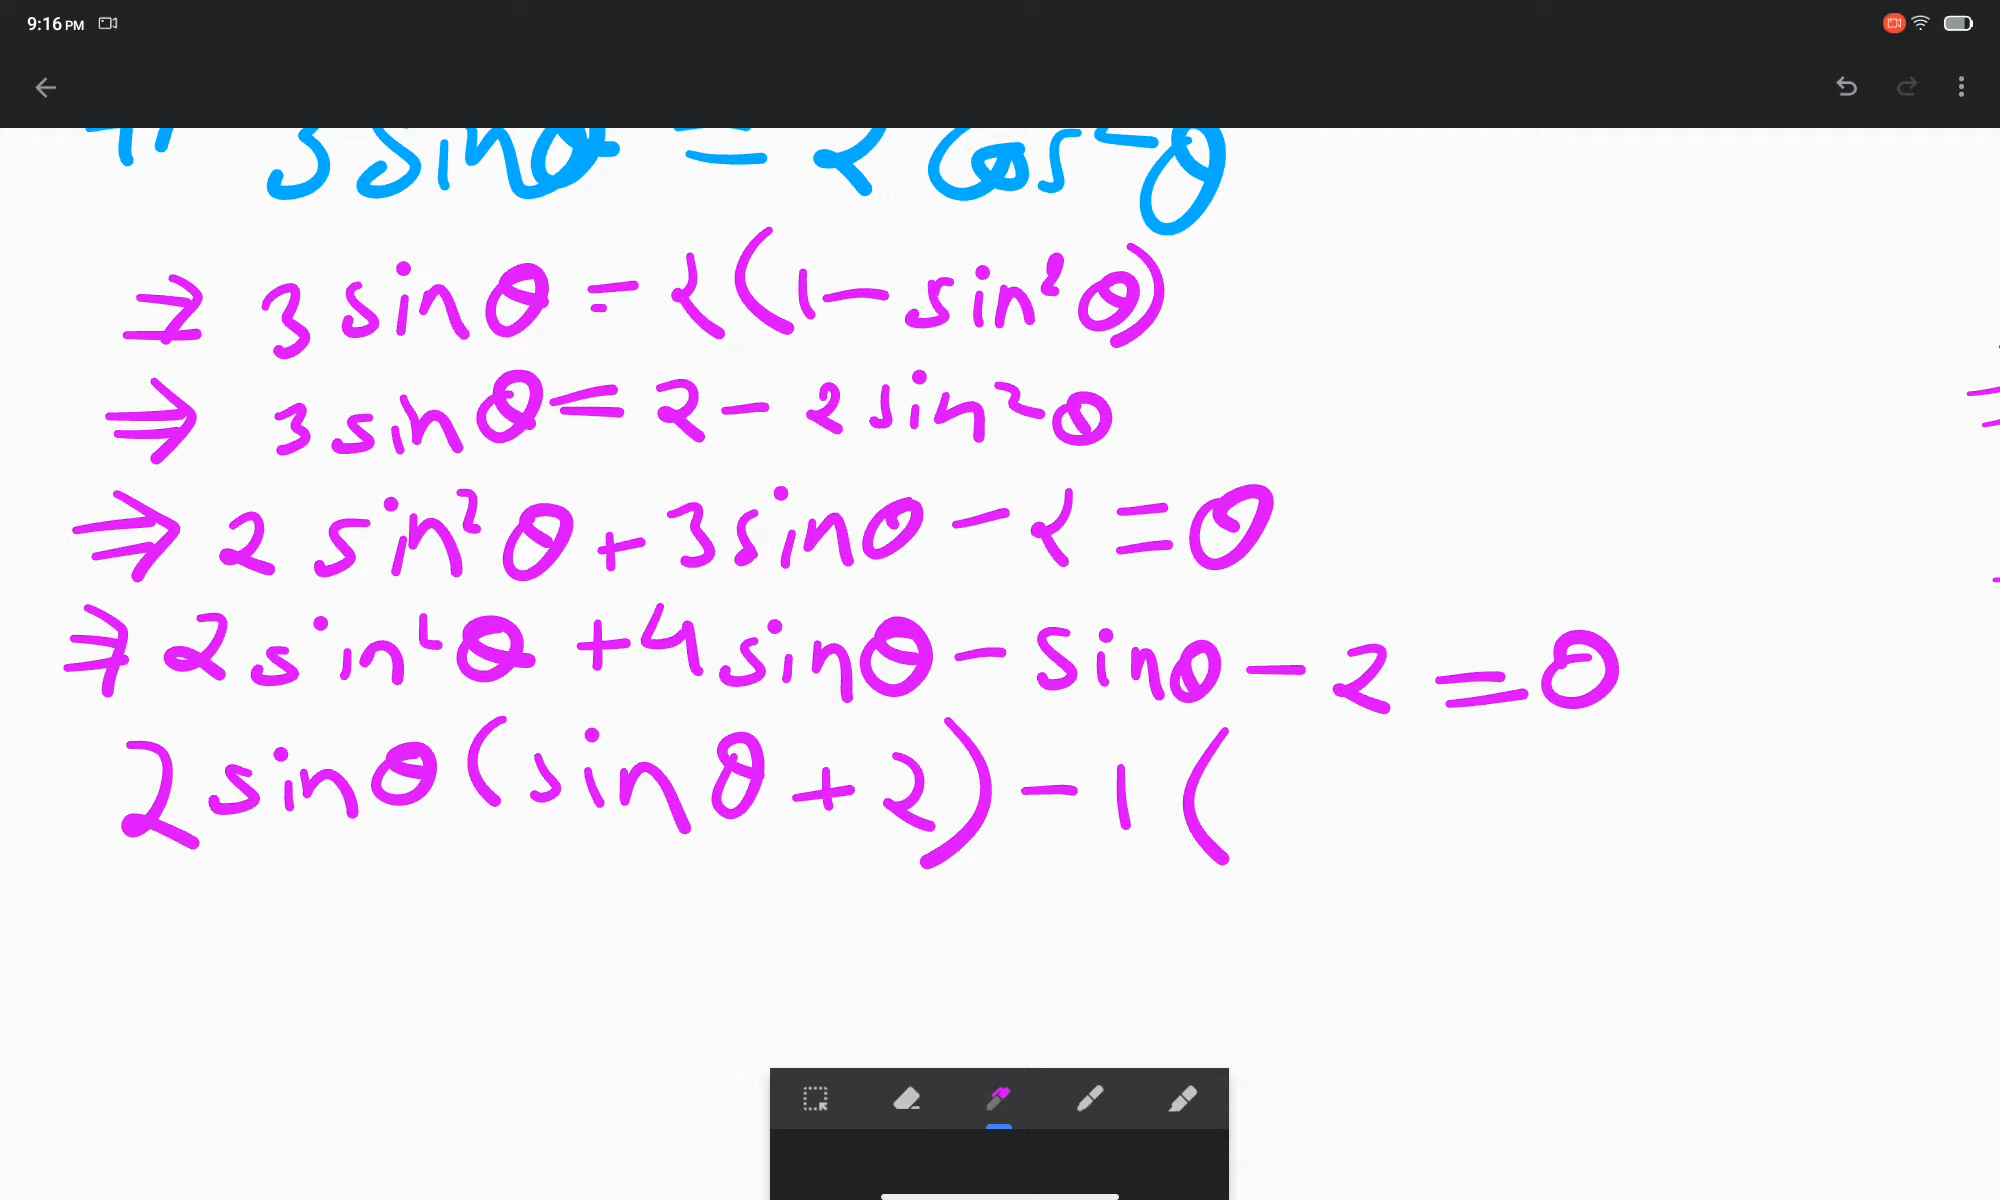 9:16 PM
3 sinθ = 2 cos²θ
⇒ 3 sinθ = 2(1 - sin²θ)
⇒ 3 sinθ = 2 - 2 sin²θ
⇒ 2 sin²θ + 3 sinθ - 2 = 0
⇒ 2 sin²θ + 4 sinθ - sinθ - 2 = 0
2 sinθ (sinθ + 2) - 1 (